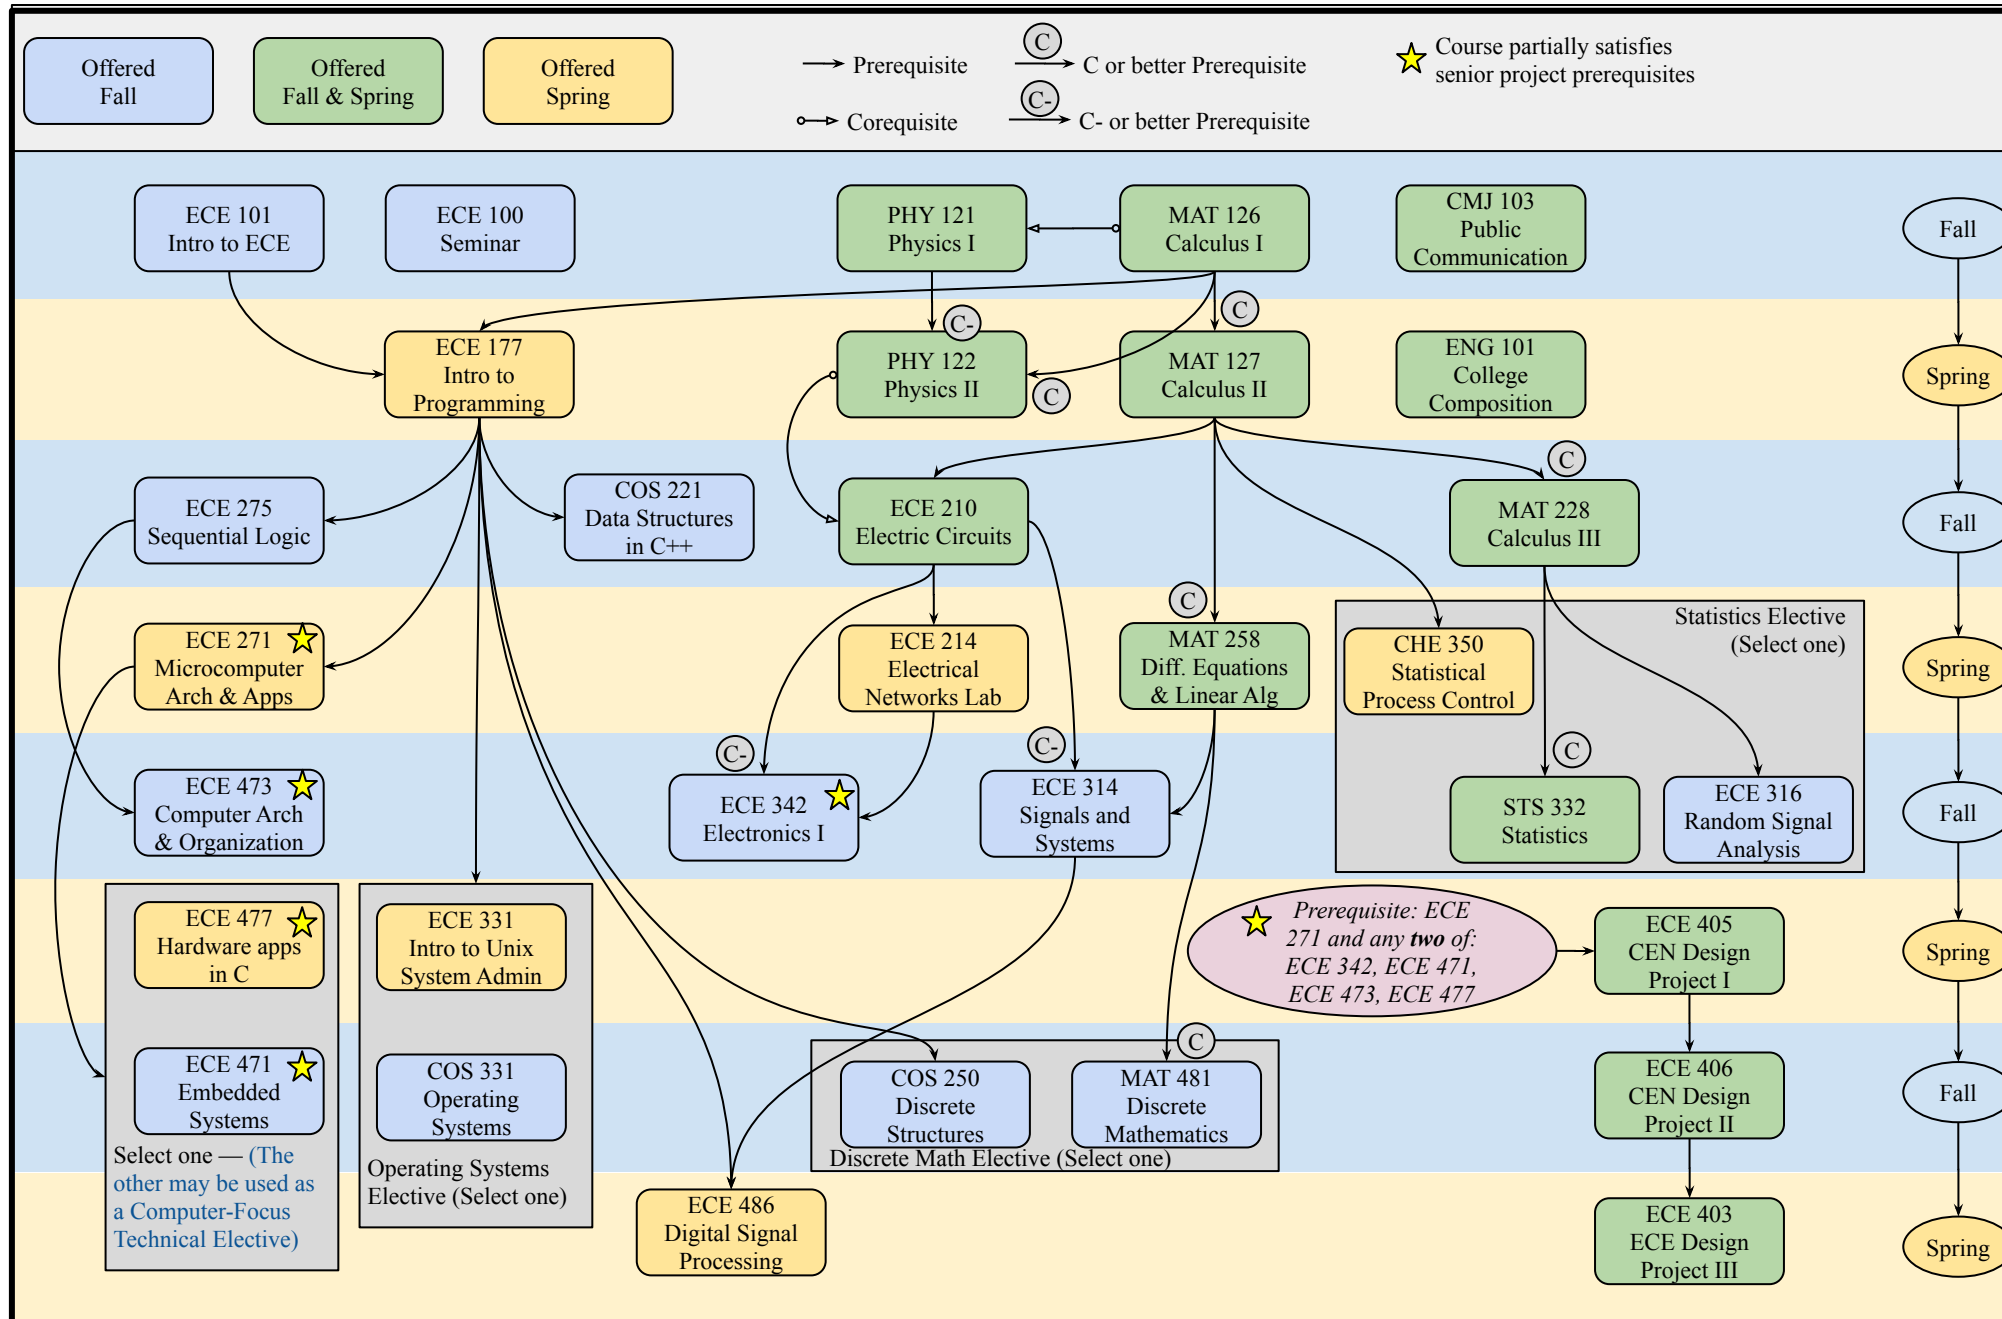 Offered
Fall
Offered
Fall & Spring
Offered
Spring
Prerequisite
C
C or better Prerequisite
Corequisite
C-
C- or better Prerequisite
Course partially satisfies
senior project prerequisites
ECE 101
Intro to ECE
ECE 100
Seminar
PHY 121
Physics I
MAT 126
Calculus I
CMJ 103
Public
Communication
Fall
ECE 177
Intro to
Programming
C-
PHY 122
Physics II
C
C
MAT 127
Calculus II
ENG 101
College
Composition
Spring
ECE 275
Sequential Logic
COS 221
Data Structures
in C++
ECE 210
Electric Circuits
C
MAT 228
Calculus III
Fall
ECE 271
Microcomputer
Arch & Apps
ECE 214
Electrical
Networks Lab
C
MAT 258
Diff. Equations
& Linear Alg
Statistics Elective
(Select one)
CHE 350
Statistical
Process Control
Spring
ECE 473
Computer Arch
& Organization
C-
ECE 342
Electronics I
C-
ECE 314
Signals and
Systems
C
STS 332
Statistics
ECE 316
Random Signal
Analysis
Fall
ECE 477
Hardware apps
in C
ECE 331
Intro to Unix
System Admin
Prerequisite: ECE
271 and any two of:
ECE 342, ECE 471,
ECE 473, ECE 477
ECE 405
CEN Design
Project I
Spring
ECE 471
Embedded
Systems
Select one — (The
other may be used as
a Computer-Focus
Technical Elective)
COS 331
Operating
Systems
Operating Systems
Elective (Select one)
C
COS 250
Discrete
Structures
MAT 481
Discrete
Mathematics
Discrete Math Elective (Select one)
ECE 406
CEN Design
Project II
Fall
ECE 486
Digital Signal
Processing
ECE 403
ECE Design
Project III
Spring